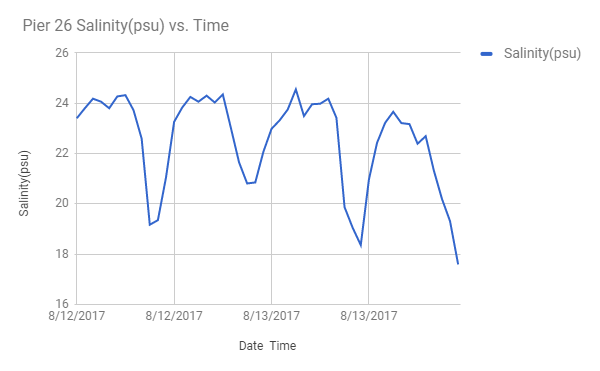 Pier 26 Salinity(psu) vs. Time
Salinity(psu)
Salinity(psu)
26
24
22
20
18
16
8/12/2017 8/12/2017 8/13/2017 8/13/2017
Date Time